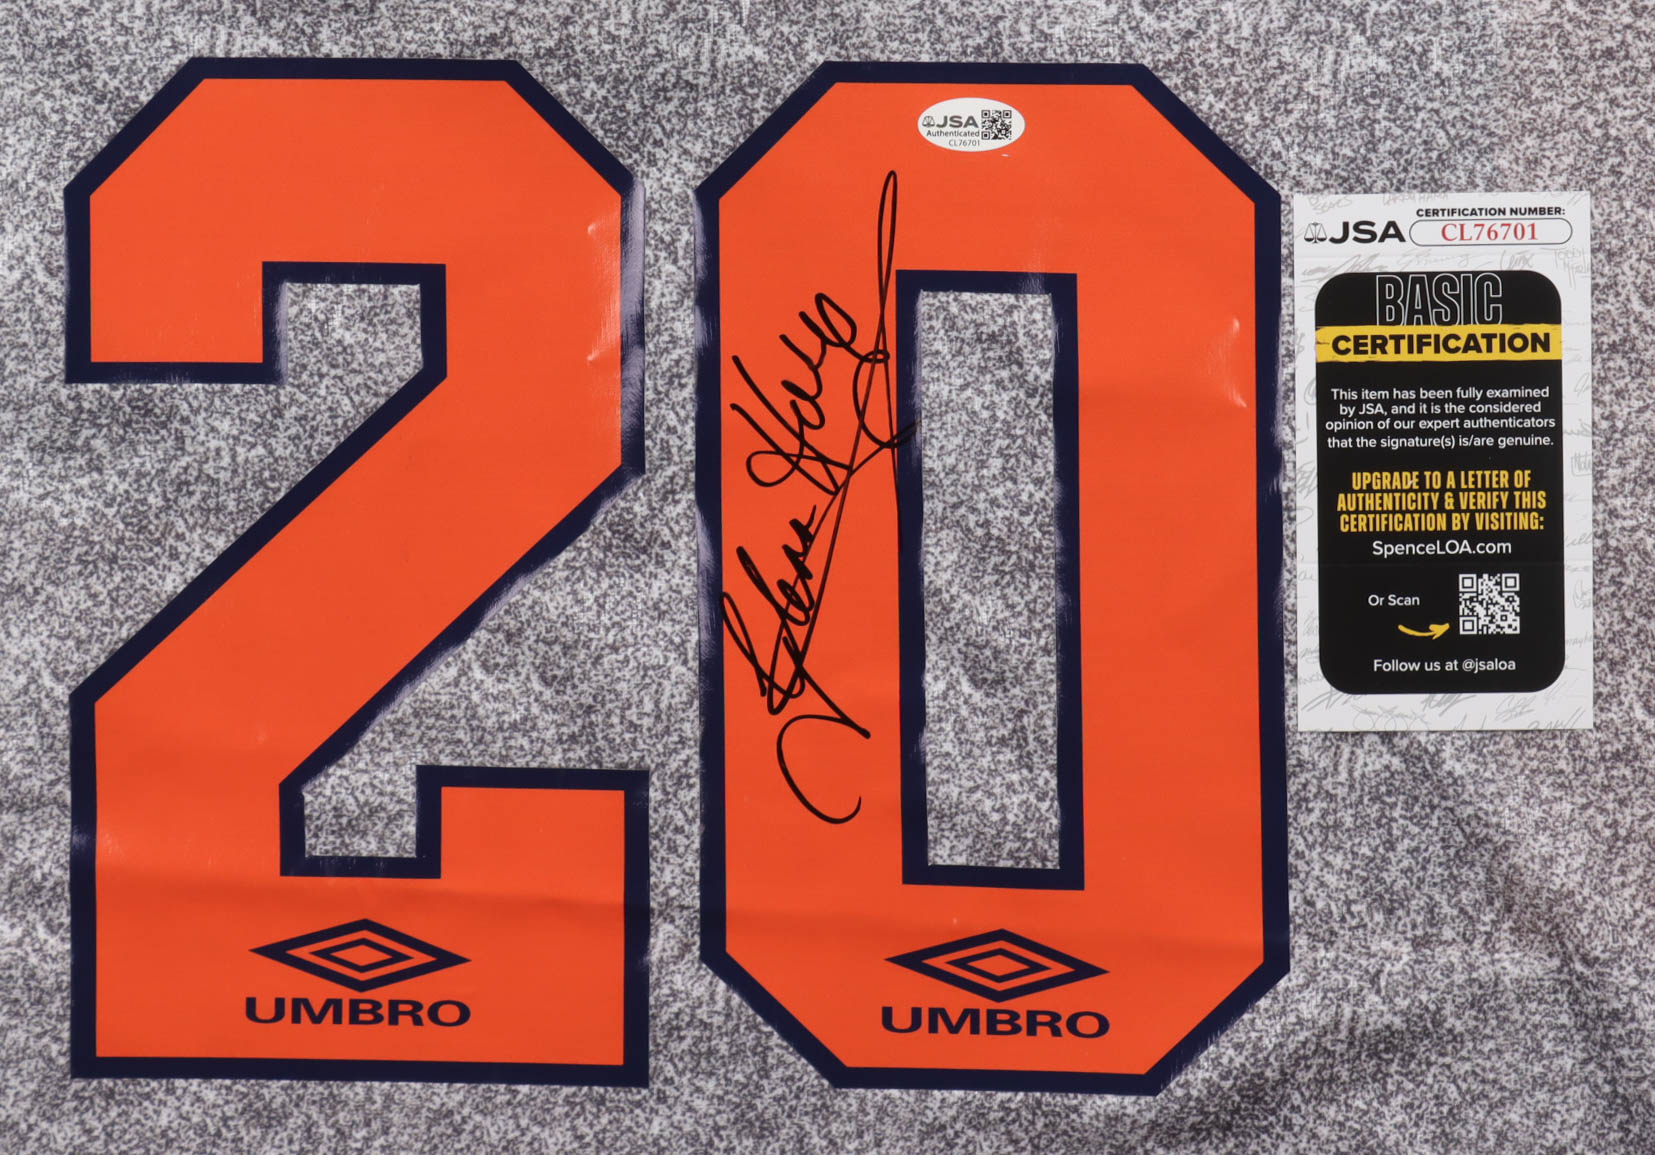 20
JSA
Authenticated
CL76701
UMBRO
UMBRO
JSA
CERTIFICATION NUMBER:
CL76701
BASIC
CERTIFICATION
This item has been fully examined
by JSA, and it is the considered
opinion of our expert authenticators
that the signature(s) is/are genuine.
UPGRADE TO A LETTER OF
AUTHENTICITY & VERIFY THIS
CERTIFICATION BY VISITING:
SpenceLOA.com
Or Scan
Follow us at @jsaloa